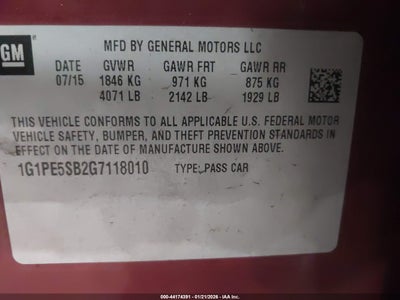 GM
MFD BY GENERAL MOTORS LLC
DATE GVWR GAWR FRT GAWR RR
07/15 1846 KG 971 KG 875 KG
4071 LB 2142 LB 1929 LB
THIS VEHICLE CONFORMS TO ALL APPLICABLE U.S. FEDERAL MOTOR
VEHICLE SAFETY, BUMPER, AND THEFT PREVENTION STANDARDS IN
EFFECT ON THE DATE OF MANUFACTURE SHOWN ABOVE.
1G1PE5SB2G7118010 TYPE: PASS CAR
000-44174391 - 01/21/2026 - IAA Inc.